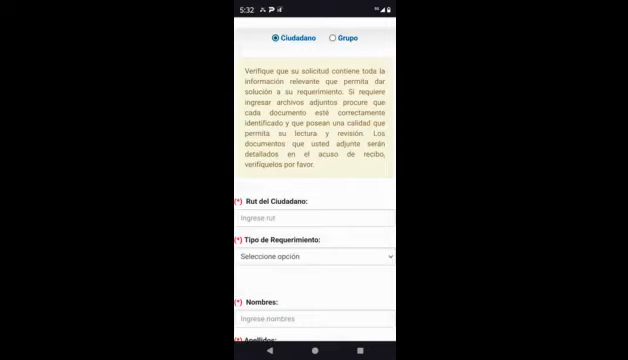 5:32
Ciudadano Grupo
Verifique que su solicitud contiene toda la
información relevante que permita dar
solución a su requerimiento. Si requiere
ingresar archivos adjuntos procure que
cada documento esté correctamente
identificado y que posean una calidad que
permita su lectura y revisión. Los
documentos que usted adjunte serán
detallados en el acuso de recibo,
verifíquelos por favor.
(*) Rut del Ciudadano:
Ingrese rut
(*) Tipo de Requerimiento:
Seleccione opción
(*) Nombres:
Ingrese nombres
(*) Apellidos: